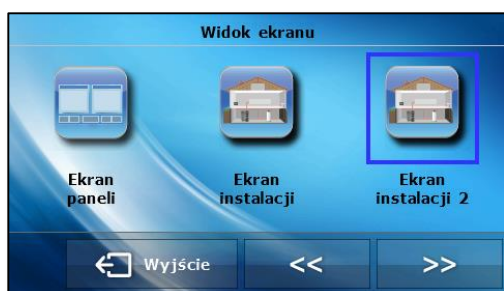 Widok ekranu
Ekran
paneli
Ekran
instalacji
Ekran
instalacji 2
Wyjście
<<
>>